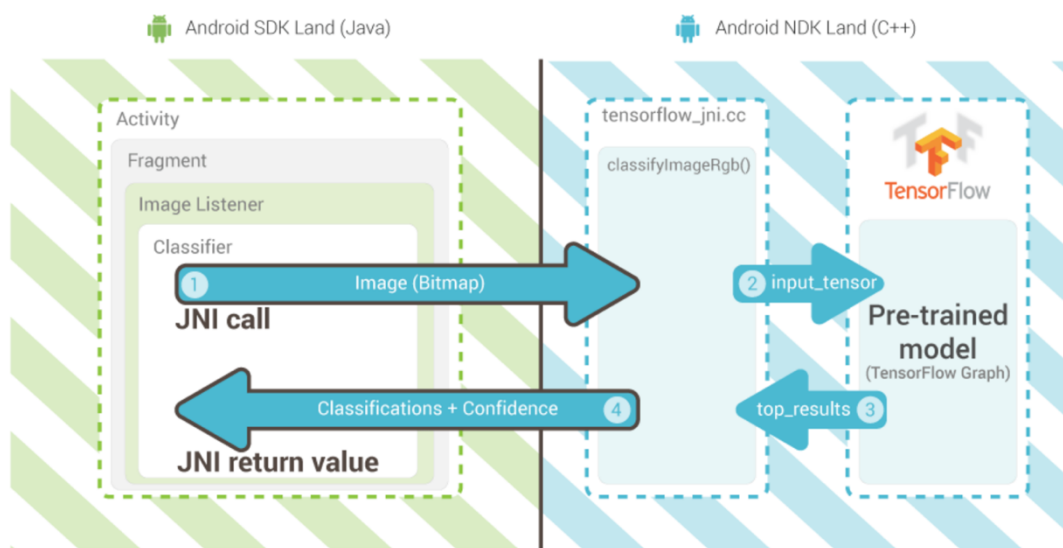 Android SDK Land (Java)
Android NDK Land (C++)
Activity
Fragment
Image Listener
Classifier
1
Image (Bitmap)
JNI call
Classifications + Confidence
4
JNI return value
tensorflow_jni.cc
classifyImageRgb()
2
input_tensor
top_results
3
TensorFlow
Pre-trained
model
(TensorFlow Graph)